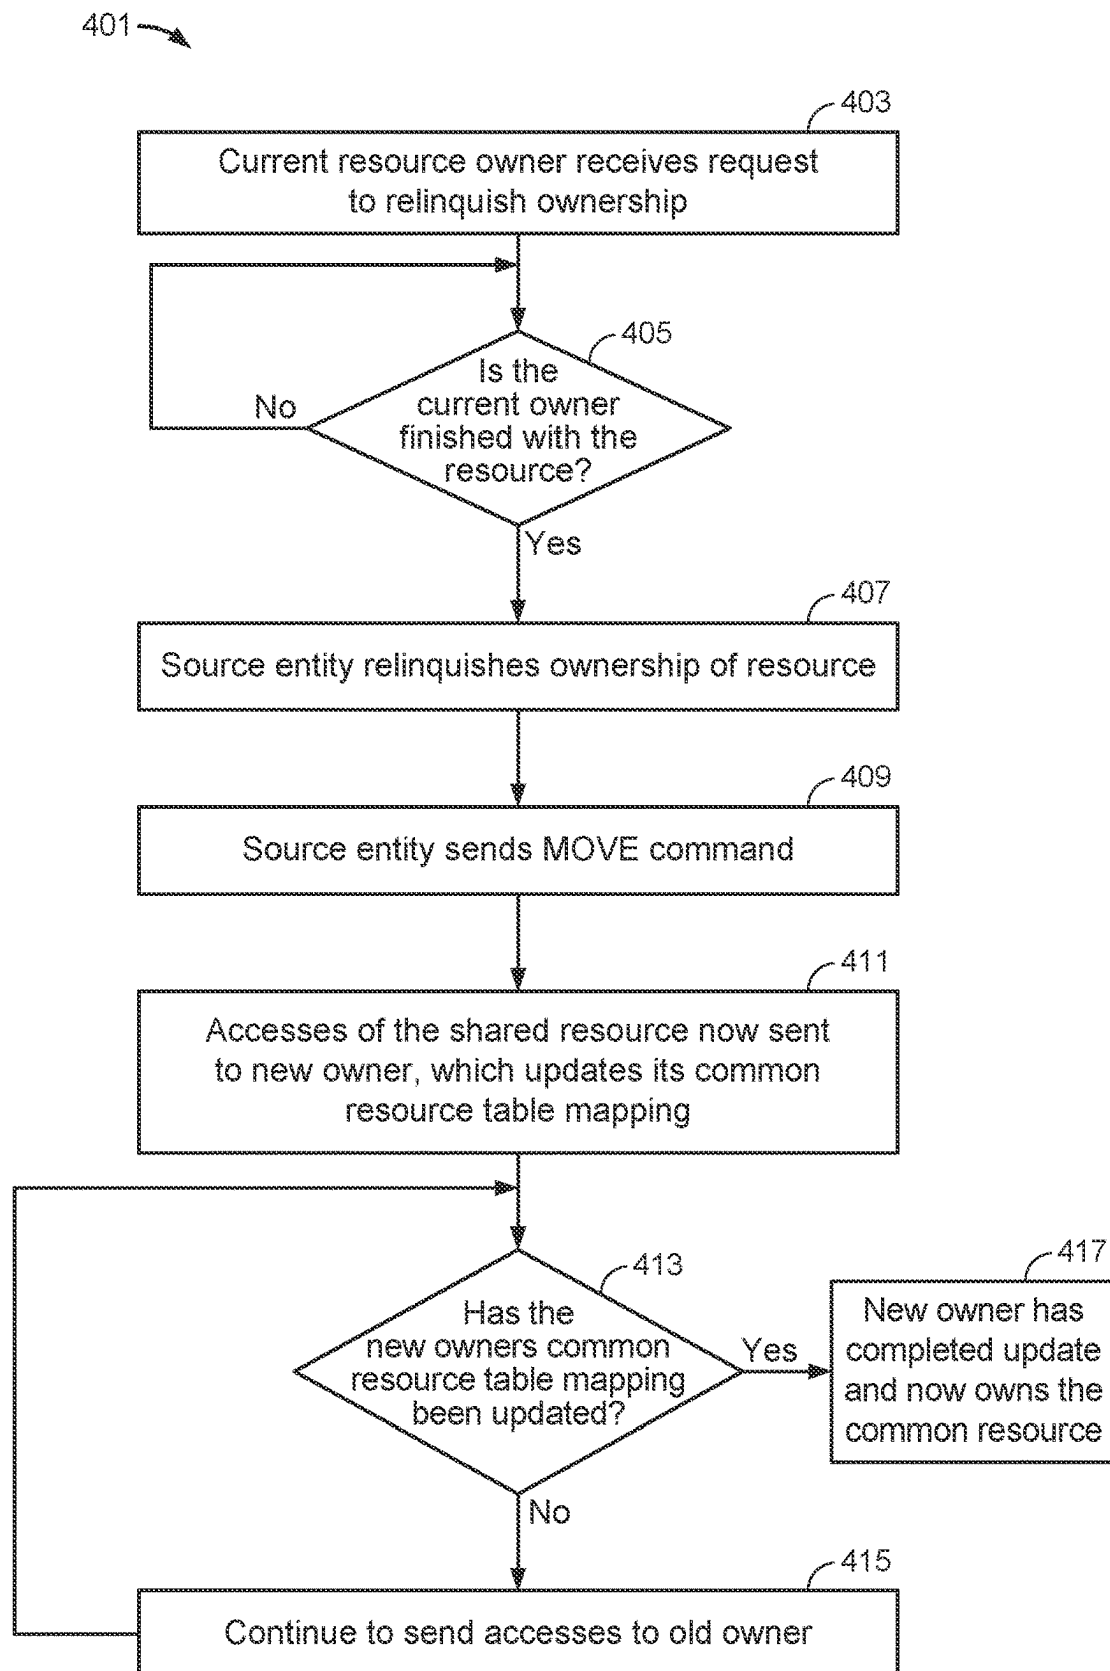 401
403
Current resource owner receives request
to relinquish ownership
405
Is the
current owner
finished with the
resource?
No
Yes
407
Source entity relinquishes ownership of resource
409
Source entity sends MOVE command
411
Accesses of the shared resource now sent
to new owner, which updates its common
resource table mapping
413
Has the
new owners common
resource table mapping
been updated?
Yes
417
New owner has
completed update
and now owns the
common resource
No
415
Continue to send accesses to old owner